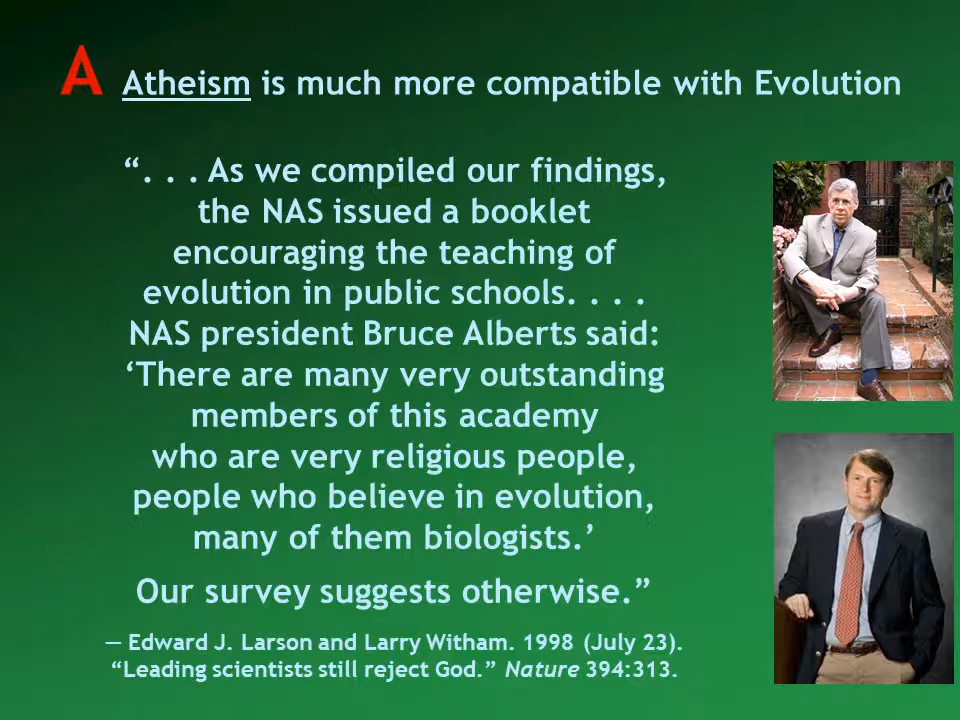 A Atheism is much more compatible with Evolution
“. . . As we compiled our findings,
the NAS issued a booklet
encouraging the teaching of
evolution in public schools. . . .
NAS president Bruce Alberts said:
‘There are many very outstanding
members of this academy
who are very religious people,
people who believe in evolution,
many of them biologists.’
Our survey suggests otherwise.”
— Edward J. Larson and Larry Witham. 1998 (July 23).
“Leading scientists still reject God.” Nature 394:313.